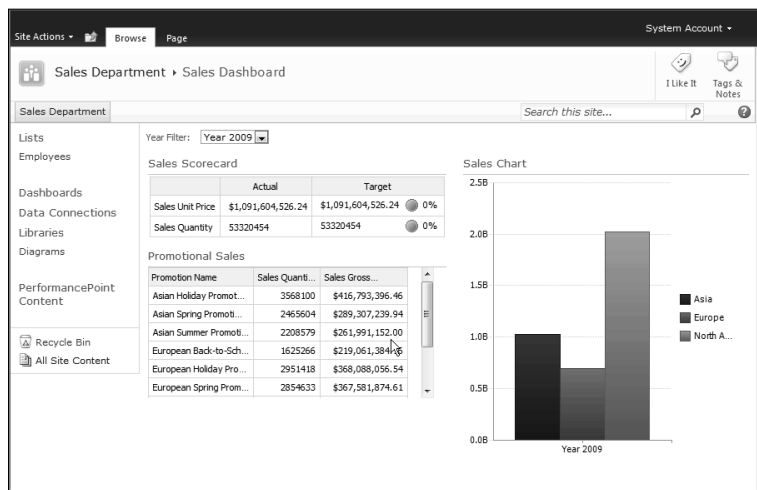 System Account
Site Actions
Browse
Page
Sales Department ▸ Sales Dashboard
I Like It
Tags & Notes
Sales Department
Search this site...
Lists
Employees
Dashboards
Data Connections
Libraries
Diagrams
PerformancePoint
Content
Recycle Bin
All Site Content
Year Filter: Year 2009
Sales Scorecard
Actual Target
Sales Unit Price $1,091,604,526.24 $1,091,604,526.24 0%
Sales Quantity 53320454 53320454 0%
Promotional Sales
Promotion Name Sales Quanti... Sales Gross...
Asian Holiday Promot... 3568100 $416,793,396.46
Asian Spring Promoti... 2465604 $289,307,239.94
Asian Summer Promoti... 2208579 $261,991,152.00
European Back-to-Sch... 1625266
European Holiday Pro... 2951418 $368,088,056.54
European Spring Prom... 2854633 $367,581,874.61
Sales Chart
2.5B
2.0B
1.5B
1.0B
0.5B
0.0B
Year 2009
Asia
Europe
North A...